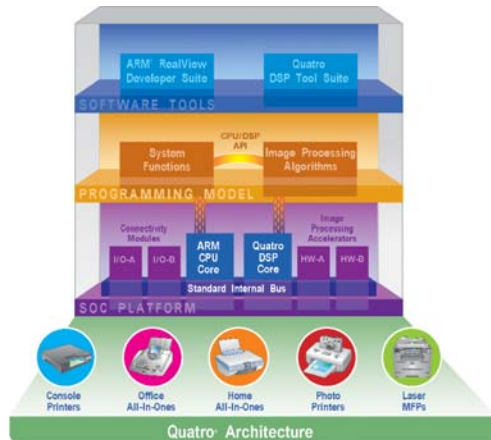 ARM® RealView
Developer Suite
Quatro
DSP Tool Suite
SOFTWARE TOOLS
CPU/DSP
API
System
Functions
Image Processing
Algorithms
PROGRAMMING MODEL
Connectivity
Modules
Image
Processing
Accelerators
I/O-A
I/O-B
ARM
CPU
Core
Quatro
DSP
Core
HW-A
HW-B
Standard Internal Bus
SOC PLATFORM
Console
Printers
Office
All-In-Ones
Home
All-In-Ones
Photo
Printers
Laser
MFPs
Quatro® Architecture